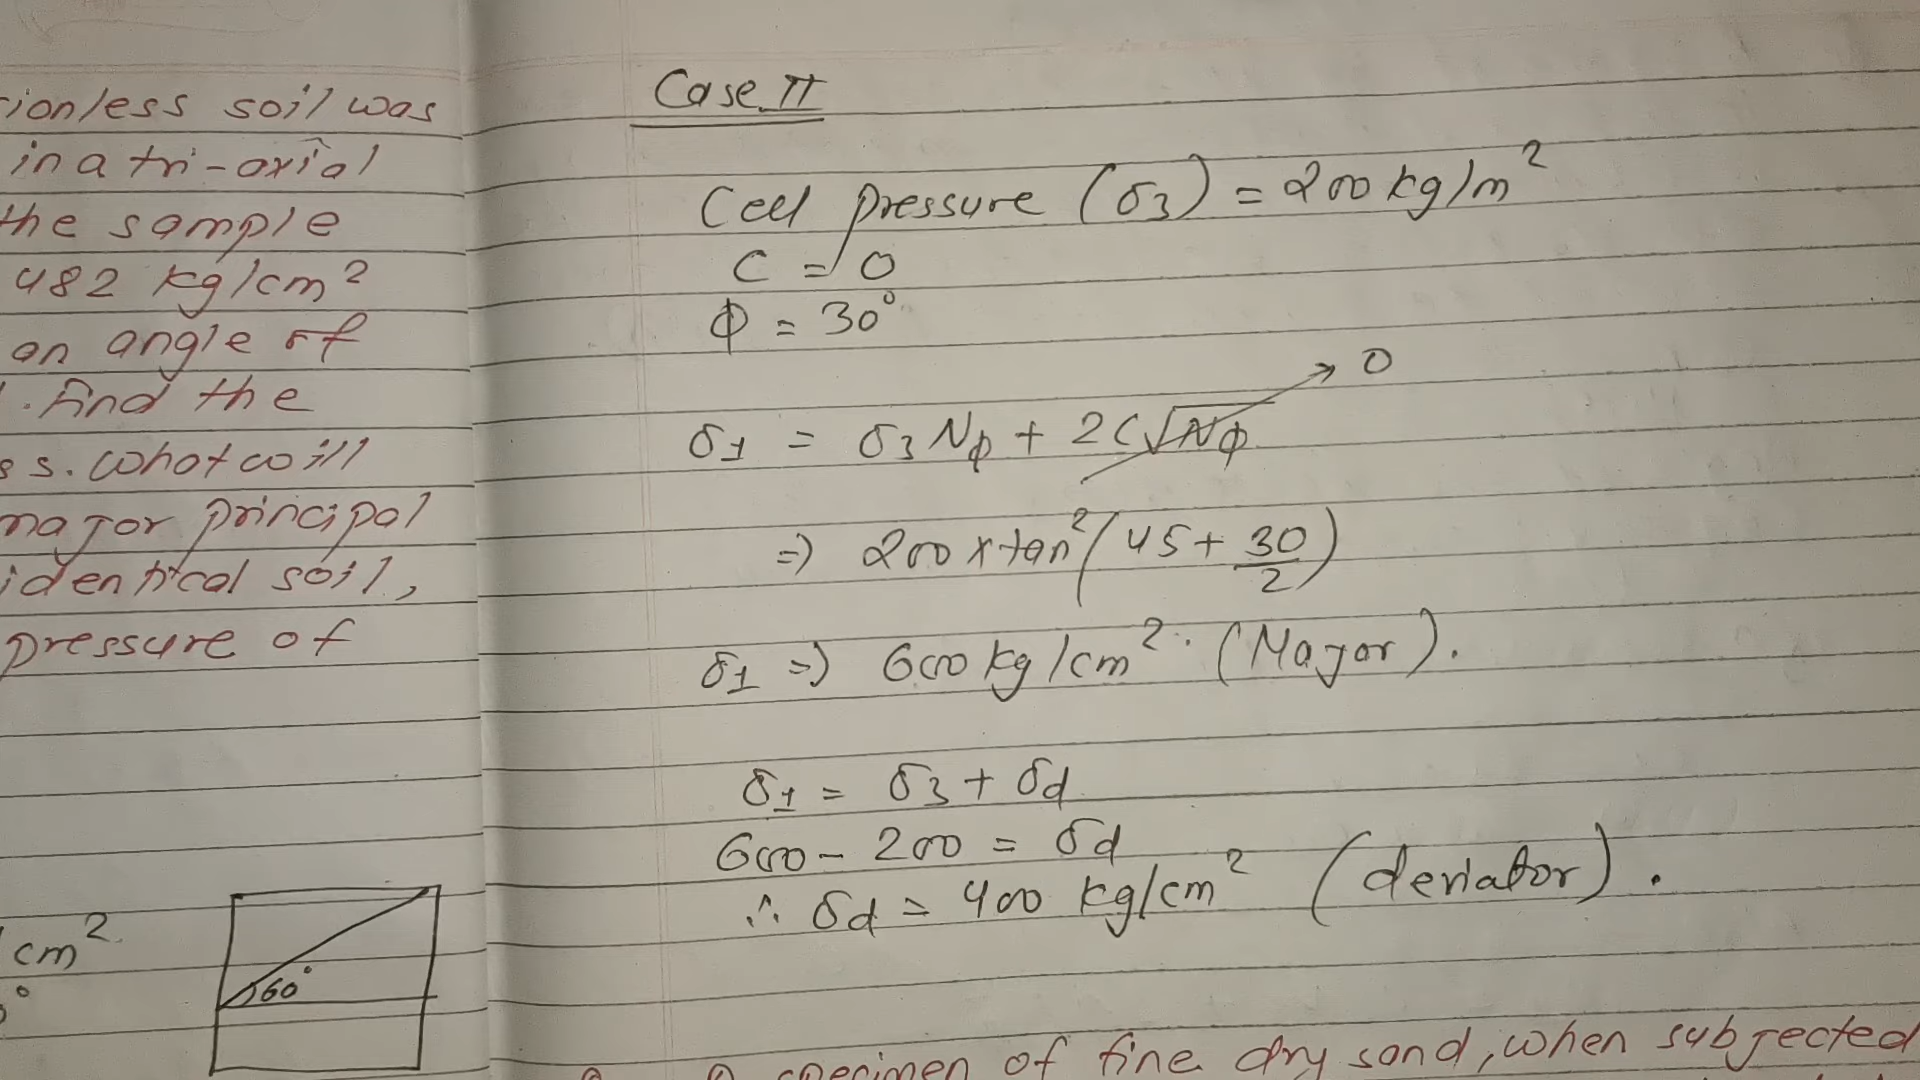 ionless soil was
in a tri-axial
the sample
482 kg/cm²
an angle of
. find the
s. What will
major principal
identical soil,
pressure of
cm²
60°
Case II
Cell pressure (σ3) = 200 kg/m²
C = 0
Φ = 30°
σ1 = σ3 Nφ + 2C√Nφ → 0
=> 200 x tan²(45 + 30/2)
σ1 => 600 kg/cm². (Major).
σ1 = σ3 + σd
600 - 200 = σd
∴ σd = 400 kg/cm² (deviator).
specimen of fine dry sand, when subjected